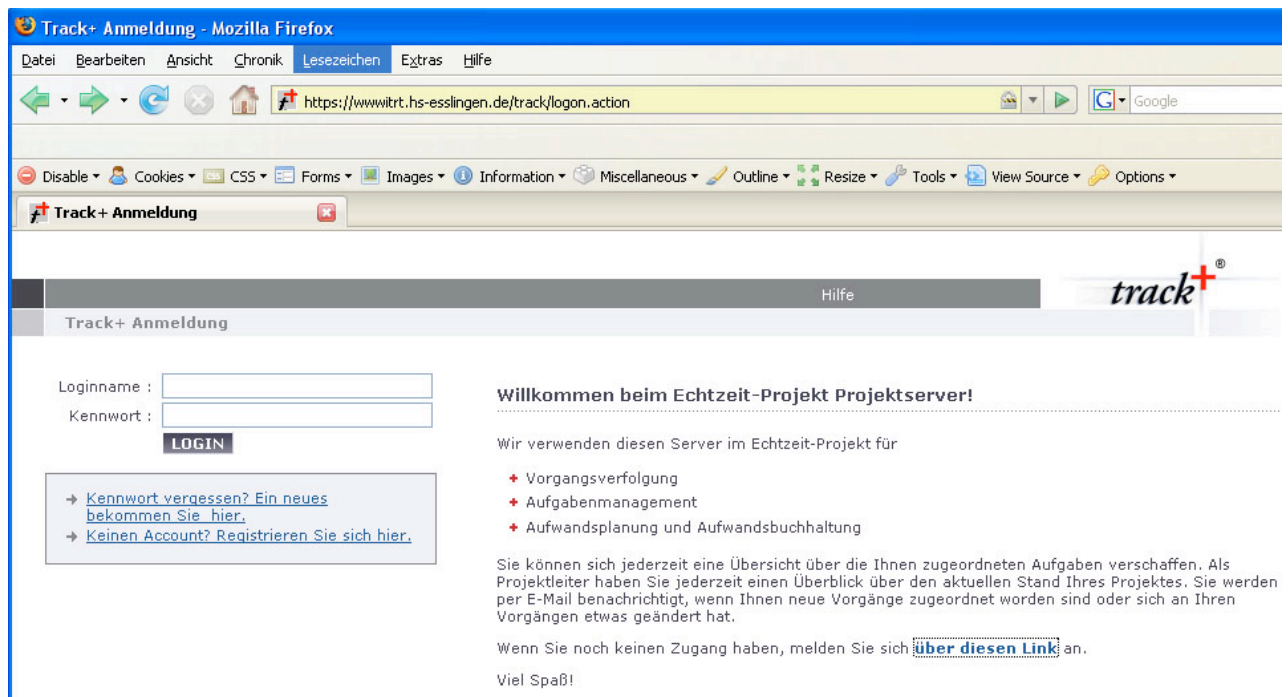 Track+ Anmeldung - Mozilla Firefox
Datei Bearbeiten Ansicht Chronik Lesezeichen Extras Hilfe
https://wwwitrt.hs-esslingen.de/track/logon.action
G Google
Disable Cookies CSS Forms Images Information Miscellaneous Outline Resize Tools View Source Options
Track+ Anmeldung
Hilfe
track+®
Track+ Anmeldung
Loginname :
Kennwort :
LOGIN
Kennwort vergessen? Ein neues
bekommen Sie hier.
Keinen Account? Registrieren Sie sich hier.
Willkommen beim Echtzeit-Projekt Projektserver!
Wir verwenden diesen Server im Echtzeit-Projekt für
Vorgangsverfolgung
Aufgabenmanagement
Aufwandsplanung und Aufwandsbuchhaltung
Sie können sich jederzeit eine Übersicht über die Ihnen zugeordneten Aufgaben verschaffen. Als
Projektleiter haben Sie jederzeit einen Überblick über den aktuellen Stand Ihres Projektes. Sie werden
per E-Mail benachrichtigt, wenn Ihnen neue Vorgänge zugeordnet worden sind oder sich an Ihren
Vorgängen etwas geändert hat.
Wenn Sie noch keinen Zugang haben, melden Sie sich über diesen Link an.
Viel Spaß!